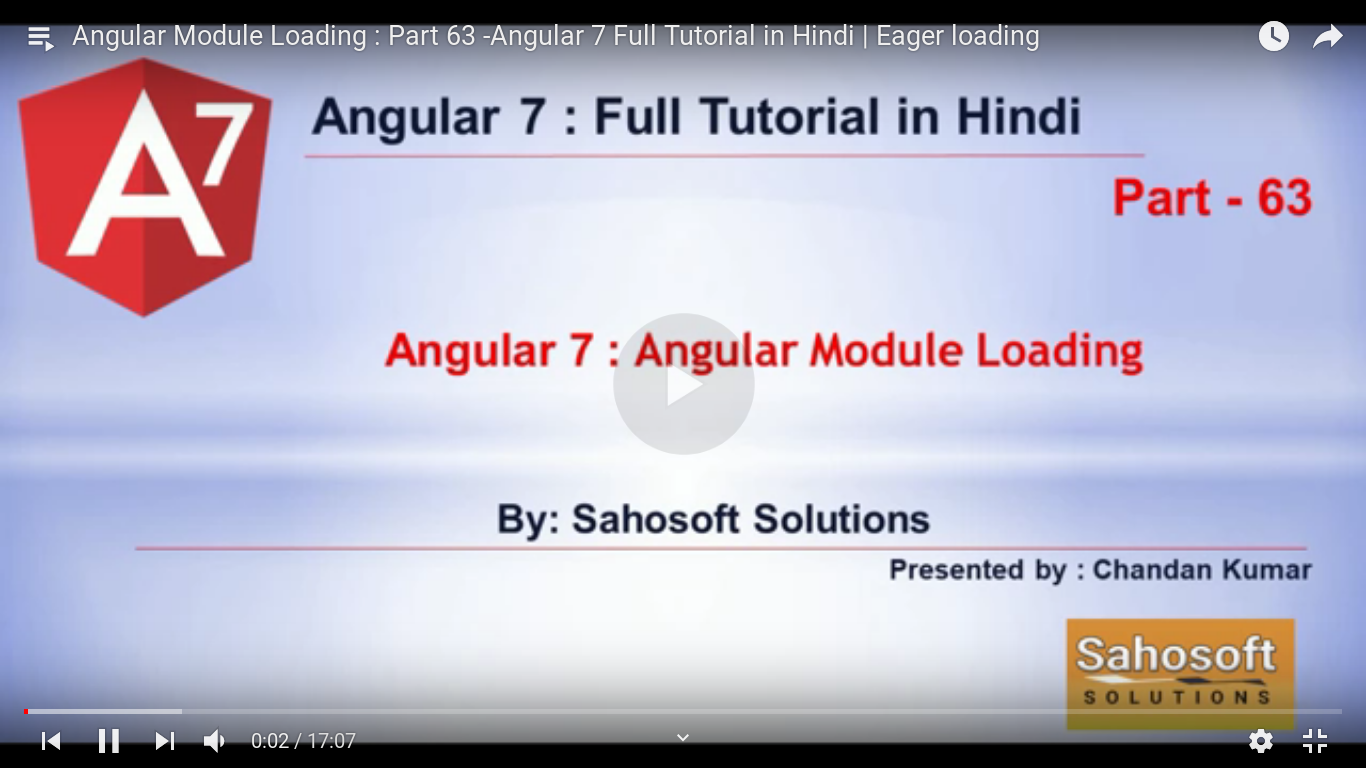 Angular Module Loading : Part 63 -Angular 7 Full Tutorial in Hindi | Eager loading
A7
Angular 7 : Full Tutorial in Hindi
Part - 63
Angular 7 : Angular Module Loading
By: Sahosoft Solutions
Presented by : Chandan Kumar
Sahosoft
SOLUTIONS
0:02 / 17:07